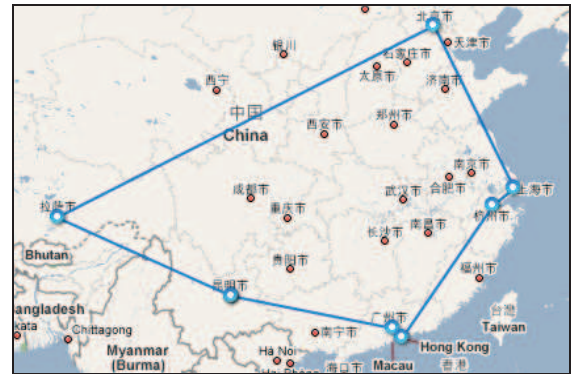 北京市
天津市
银川
石家庄市
太原市
西宁
济南市
中国
China
郑州市
西安市
南京市
合肥市
上海市
成都市
武汉市
杭州市
拉萨市
重庆市
南昌市
长沙市
Bhutan
贵阳市
福州市
昆明市
angladesh
kata
Chittagong
广州市
台灣
Taiwan
南宁市
Myanmar
(Burma)
Hà Nội
Hong Kong
海口市
Macau
香港